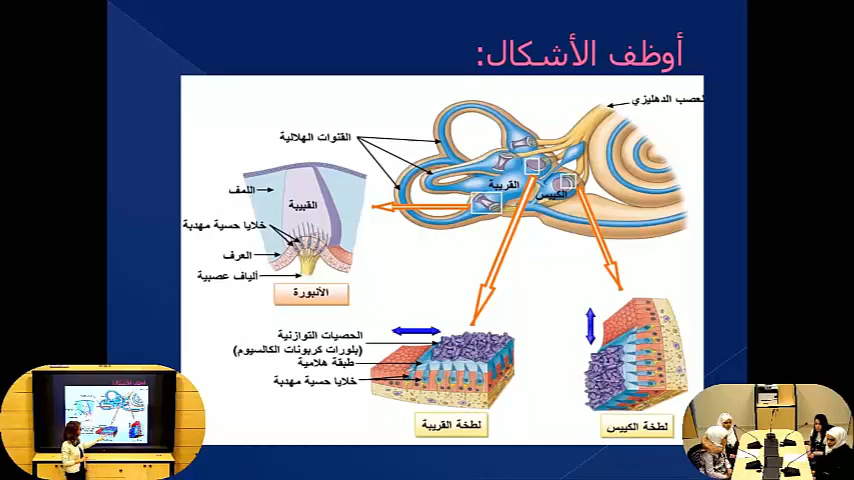 أوظف الأشكال:
لعصب الدهليزي
القنوات الهلالية
القريبة
الكييس
اللمف
القبيبة
خلايا حسية مهدبة
العرف
ألياف عصبية
الأنبورة
الحصيات التوازنية
(بلورات كربونات الكالسيوم)
طبقة هلامية
خلايا حسية مهدبة
لطخة القريبة
لطخة الكييس